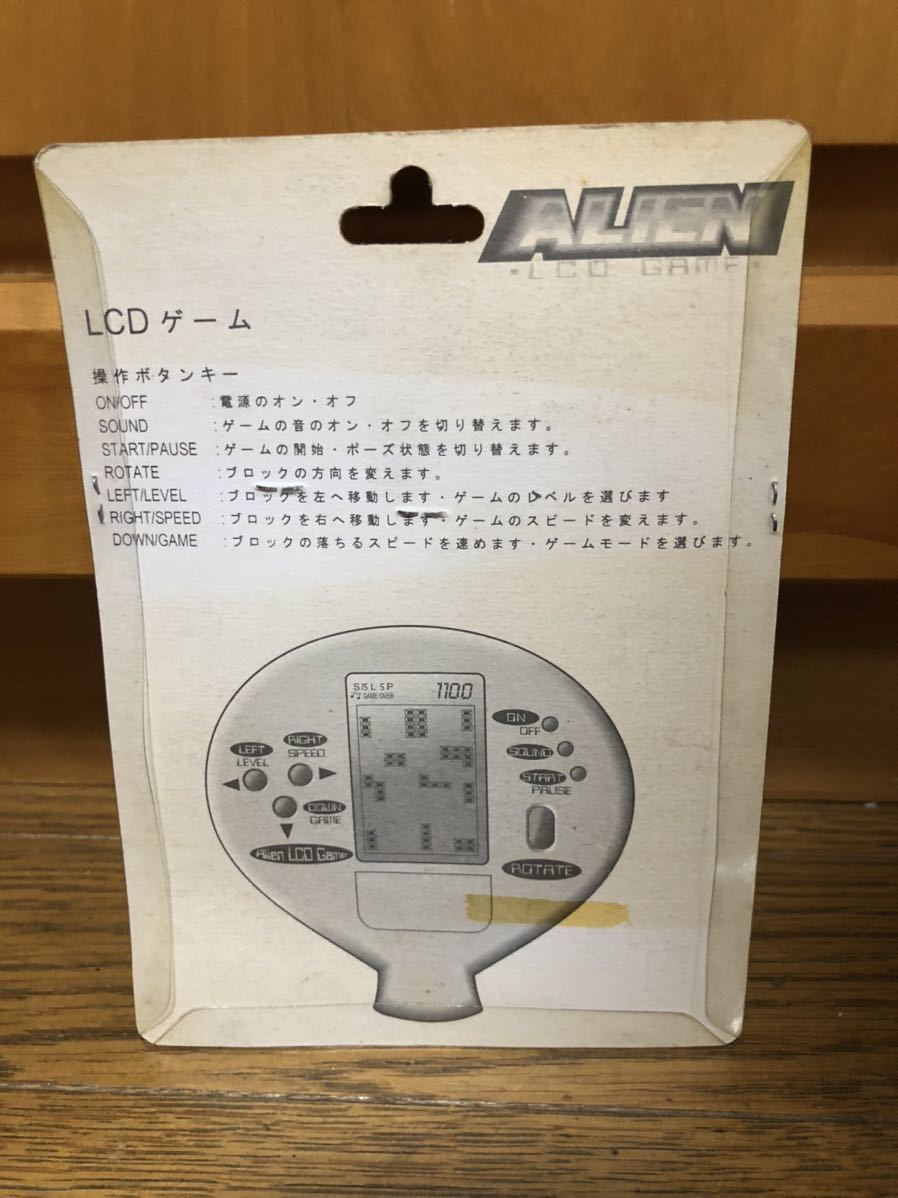 ALIEN
·LCD GAME·
LCD ゲーム
操作ボタンキー
ON/OFF :電源のオン・オフ
SOUND :ゲームの音のオン・オフを切り替えます。
START/PAUSE :ゲームの開始・ポーズ状態を切り替えます。
ROTATE :ブロックの方向を変えます。
LEFT/LEVEL :ブロックを左へ移動します・ゲームのレベルを選びます
RIGHT/SPEED :ブロックを右へ移動します・ゲームのスピードを変えます。
DOWN/GAME :ブロックの落ちるスピードを速めます・ゲームモードを選びます。
S/5 L 5 P 1100
GAME OVER
LEFT
LEVEL
RIGHT
SPEED
DOWN
GAME
Alien LCD Game
ON
OFF
SOUND
START
PAUSE
ROTATE